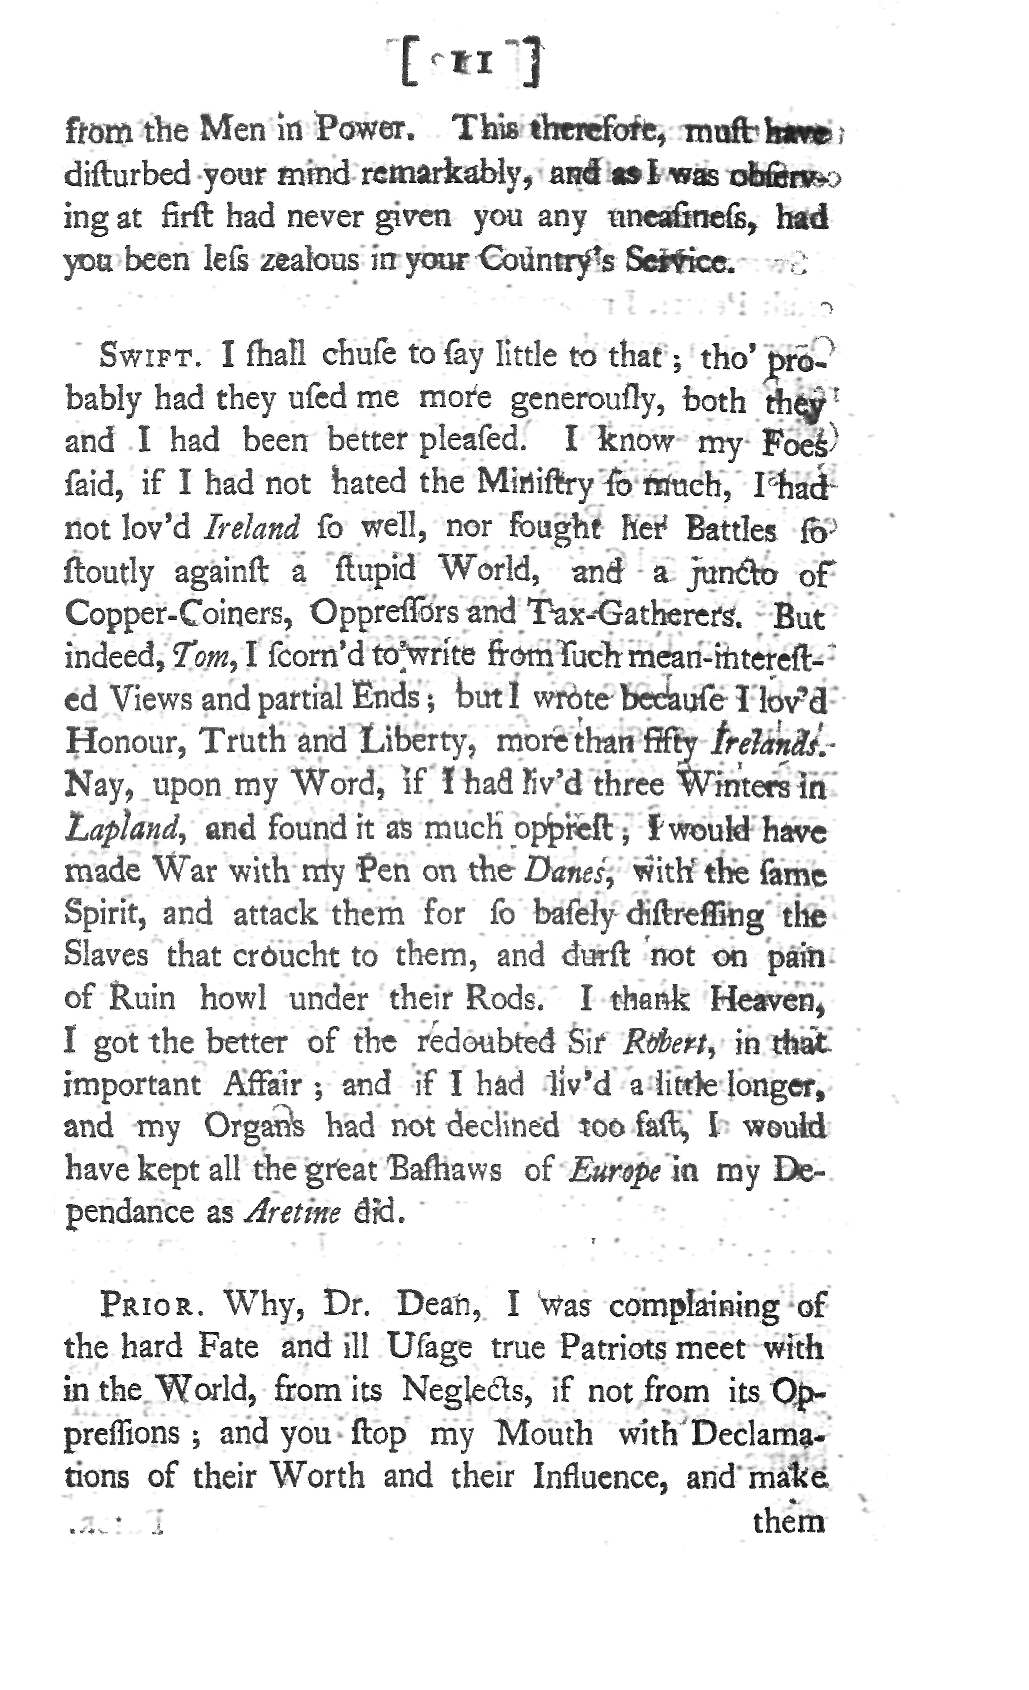 [ 11 ]
from the Men in Power. This therefore, muſt have
diſturbed your mind remarkably, and as I was obſerv-
ing at firſt had never given you any uneaſineſs, had
you been leſs zealous in your Country's Service.
SWIFT. I ſhall chuſe to ſay little to that ; tho' pro-
bably had they uſed me more generouſly, both they
and I had been better pleaſed. I know my Foes
ſaid, if I had not hated the Miniſtry ſo much, I had
not lov'd Ireland ſo well, nor fought her Battles ſo
ſtoutly againſt a ſtupid World, and a juncto of
Copper-Coiners, Oppreſſors and Tax-Gatherers. But
indeed, Tom, I ſcorn'd to write from ſuch mean-intereſt-
ed Views and partial Ends ; but I wrote becauſe I lov'd
Honour, Truth and Liberty, more than fifty Irelands.
Nay, upon my Word, if I had liv'd three Winters in
Lapland, and found it as much oppreſt, I would have
made War with my Pen on the Danes, with the ſame
Spirit, and attack them for ſo baſely diſtreſſing the
Slaves that croucht to them, and durſt not on pain
of Ruin howl under their Rods. I thank Heaven,
I got the better of the redoubted Sir Robert, in that
important Affair ; and if I had liv'd a little longer,
and my Organs had not declined too faſt, I would
have kept all the great Baſhaws of Europe in my De-
pendance as Aretine did.
PRIOR. Why, Dr. Dean, I was complaining of
the hard Fate and ill Uſage true Patriots meet with
in the World, from its Neglects, if not from its Op-
preſſions ; and you ſtop my Mouth with Declama-
tions of their Worth and their Influence, and make
them